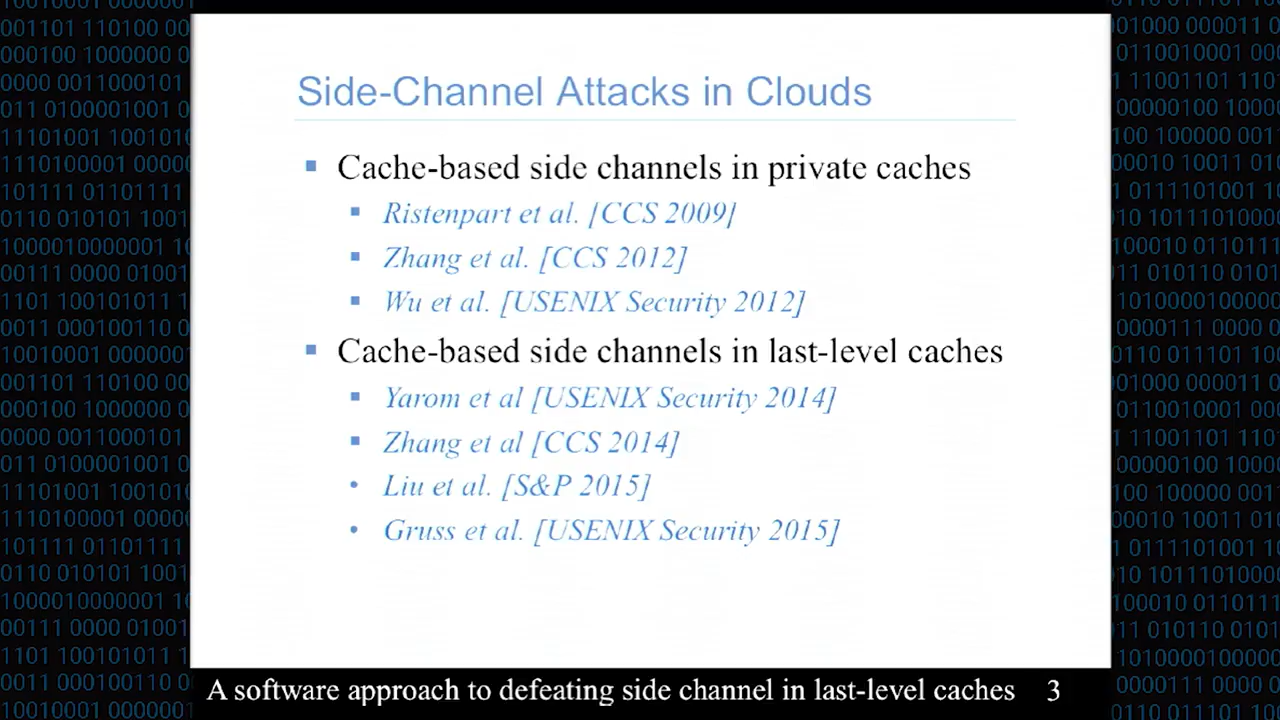 Side-Channel Attacks in Clouds
Cache-based side channels in private caches
Ristenpart et al. [CCS 2009]
Zhang et al. [CCS 2012]
Wu et al. [USENIX Security 2012]
Cache-based side channels in last-level caches
Yarom et al [USENIX Security 2014]
Zhang et al [CCS 2014]
Liu et al. [S&P 2015]
Gruss et al. [USENIX Security 2015]
A software approach to defeating side channel in last-level caches 3